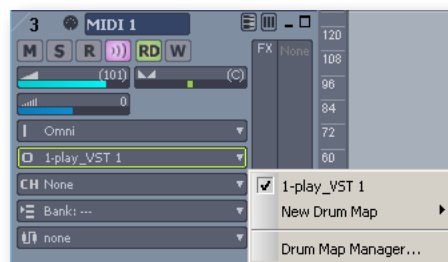 3 MIDI 1
M S R RD W
(101) (C)
0
FX None
Omni
1-play_VST 1
CH None
Bank: ---
none
120
108
96
84
72
60
1-play_VST 1
New Drum Map
Drum Map Manager...